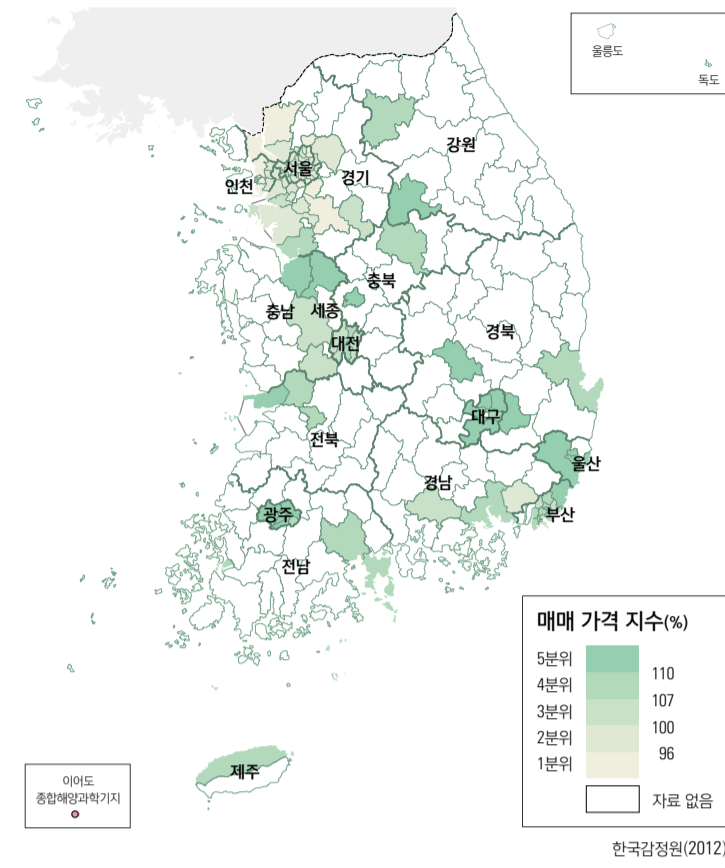 울릉도
독도
강원
서울
경기
인천
충북
충남
세종
대전
경북
대구
전북
울산
경남
부산
광주
전남
제주
매매 가격 지수(%)
5분위
110
4분위
107
3분위
100
2분위
96
1분위
자료 없음
이어도
종합해양과학기지
한국감정원(2012)